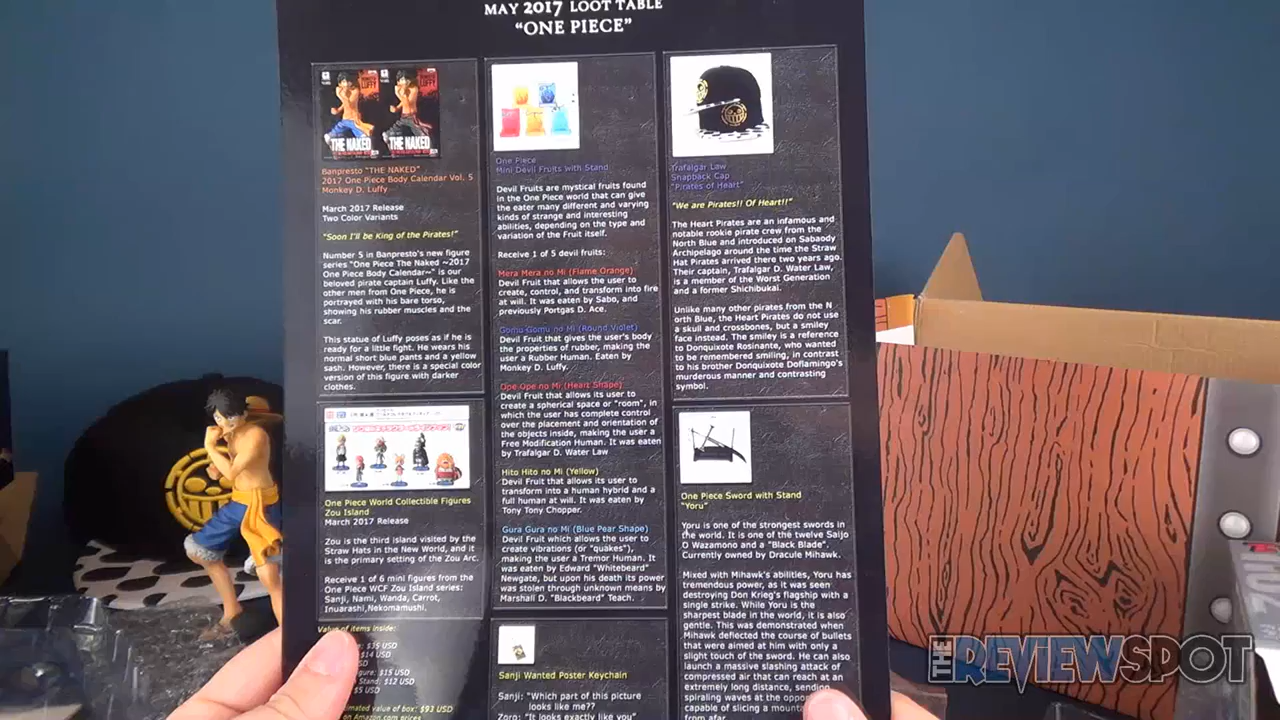 MAY 2017 LOOT TABLE
"ONE PIECE"
THE NAKED
THE NAKED
Banpresto "THE NAKED"
2017 One Piece Body Calendar Vol. 5
Monkey D. Luffy
March 2017 Release
Two Color Variants
"Soon I'll be King of the Pirates!"
Number 5 in Banpresto's new figure
series "One Piece The Naked ~2017
One Piece Body Calendar~" is our
beloved pirate captain Luffy. Like the
other men from One Piece, he is
portrayed with his bare torso,
showing his rubber muscles and the
scar.
This statue of Luffy poses as if he is
ready for a little fight. He wears his
normal short blue pants and a yellow
sash. However, there is a special color
version of this figure with darker
clothes.
One Piece World Collectible Figures
Zou Island
March 2017 Release
Zou is the third island visited by the
Straw Hats in the New World, and it
is the primary setting of the Zou Arc.
Receive 1 of 6 mini figures from the
One Piece WCF Zou Island series:
Sanji, Nami, Wanda, Carrot,
Inuarashi,Nekomamushi.
Value of items inside:
: $35 USD
$14 USD
USD
gure: $15 USD
Stand: $12 USD
$5 USD
imated value of box: $93 USD
on Amazon.com prices
One Piece
Mini Devil Fruits with Stand
Devil Fruits are mystical fruits found
in the One Piece world that can give
the eater many different and varying
kinds of strange and interesting
abilities, depending on the type and
variation of the Fruit itself.
Receive 1 of 5 devil fruits:
Mera Mera no Mi (Flame Orange)
Devil Fruit that allows the user to
create, control, and transform into fire
at will. It was eaten by Sabo, and
previously Portgas D. Ace.
Gomu Gomu no Mi (Round Violet)
Devil Fruit that gives the user's body
the properties of rubber, making the
user a Rubber Human. Eaten by
Monkey D. Luffy.
Ope Ope no Mi (Heart Shape)
Devil Fruit that allows its user to
create a spherical space or "room", in
which the user has complete control
over the placement and orientation of
the objects inside, making the user a
Free Modification Human. It was eaten
by Trafalgar D. Water Law
Hito Hito no Mi (Yellow)
Devil Fruit that allows its user to
transform into a human hybrid and a
full human at will. It was eaten by
Tony Tony Chopper.
Gura Gura no Mi (Blue Pear Shape)
Devil Fruit which allows the user to
create vibrations (or "quakes"),
making the user a Tremor Human. It
was eaten by Edward "Whitebeard"
Newgate, but upon his death its power
was stolen through unknown means by
Marshall D. "Blackbeard" Teach.
Sanji Wanted Poster Keychain
Sanji: "Which part of this picture
looks like me??
Zoro: "It looks exactly like you"
Trafalgar Law
Snapback Cap
"Pirates of Heart"
"We are Pirates!! Of Heart!!"
The Heart Pirates are an infamous and
notable rookie pirate crew from the
North Blue and introduced on Sabaody
Archipelago around the time the Straw
Hat Pirates arrived there two years ago.
Their captain, Trafalgar D. Water Law,
is a member of the Worst Generation
and a former Shichibukai.
Unlike many other pirates from the N
orth Blue, the Heart Pirates do not use
a skull and crossbones, but a smiley
face instead. The smiley is a reference
to Donquixote Rosinante, who wanted
to be remembered smiling, in contrast
to his brother Donquixote Doflamingo's
murderous manner and contrasting
symbol.
One Piece Sword with Stand
"Yoru"
Yoru is one of the strongest swords in
the world. It is one of the twelve Saijo
O Wazamono and a "Black Blade".
Currently owned by Dracule Mihawk.
Mixed with Mihawk's abilities, Yoru has
tremendous power, as it was seen
destroying Don Krieg's flagship with a
single strike. While Yoru is the
sharpest blade in the world, it is also
gentle. This was demonstrated when
Mihawk deflected the course of bullets
that were aimed at him with only a
slight touch of the sword. He can also
launch a massive slashing attack of
compressed air that can reach at an
extremely long distance, sending
spiraling waves at the oppo
capable of slicing a mounta
from afar.
THE REVIEWSPOT